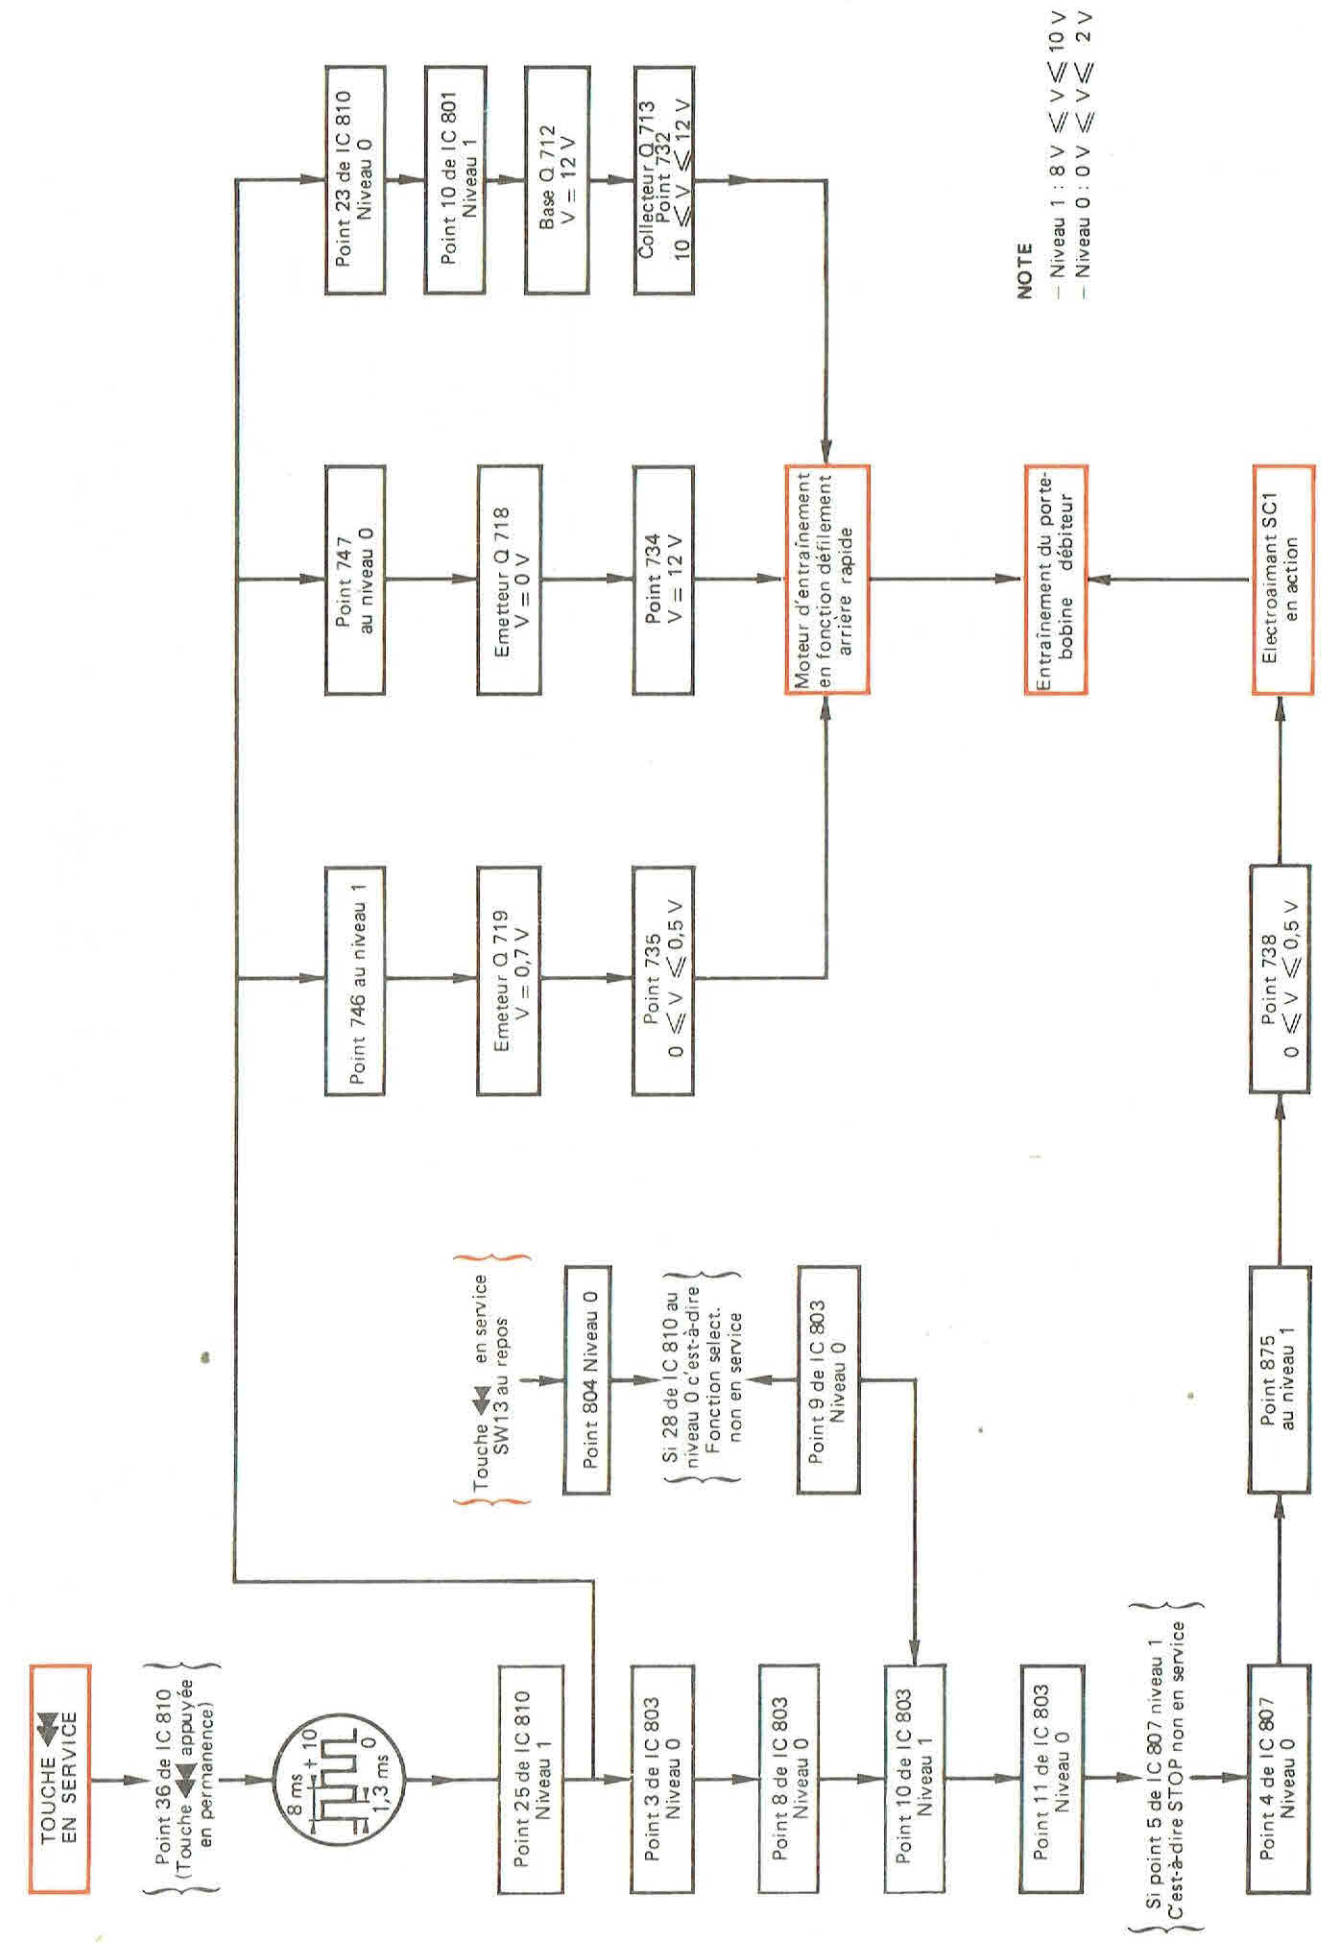 TOUCHE ◀◀
EN SERVICE
Point 36 de IC 810
(Touche ◀◀ appuyée
en permanence)
8 ms
+ 10
1,3 ms 0
Point 25 de IC 810
Niveau 1
Point 3 de IC 803
Niveau 0
Point 8 de IC 803
Niveau 0
Point 10 de IC 803
Niveau 1
Point 11 de IC 803
Niveau 0
Si point 5 de IC 807 niveau 1
C'est-à-dire STOP non en service
Point 4 de IC 807
Niveau 0
Touche ◀◀ en service
SW13 au repos
Point 804 Niveau 0
Si 28 de IC 810 au
niveau 0 c'est-à-dire
Fonction select.
non en service
Point 9 de IC 803
Niveau 0
Point 875
au niveau 1
Point 746 au niveau 1
Emeteur Q 719
V = 0,7 V
Point 735
0 ⩽ V ⩽ 0,5 V
Point 738
0 ⩽ V ⩽ 0,5 V
Point 747
au niveau 0
Emetteur Q 718
V = 0 V
Point 734
V = 12 V
Moteur d'entraînement
en fonction défilement
arrière rapide
Entraînement du porte-
bobine débiteur
Electroaimant SC1
en action
Point 23 de IC 810
Niveau 0
Point 10 de IC 801
Niveau 1
Base Q 712
V = 12 V
Collecteur Q 713
Point 732
10 ⩽ V ⩽ 12 V
NOTE
– Niveau 1 : 8 V ⩽ V ⩽ 10 V
– Niveau 0 : 0 V ⩽ V ⩽ 2 V